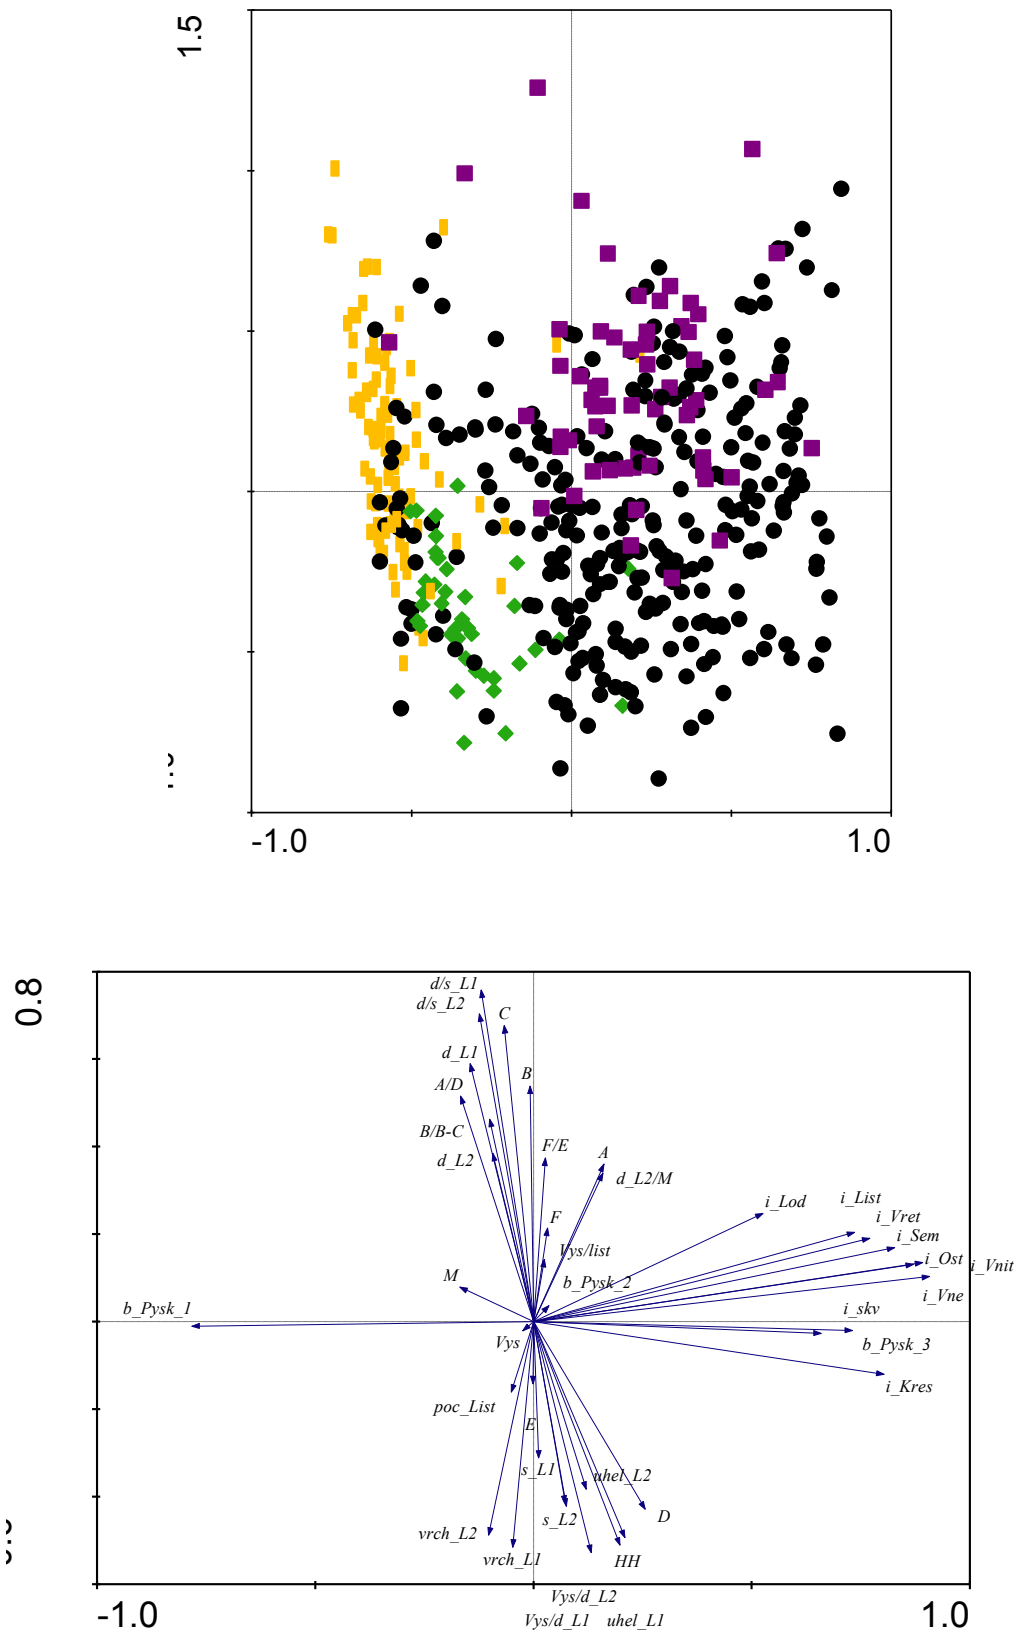 1.5
-1.0
1.0
0.8
d/s_L1
d/s_L2
C
d_L1
B
A/D
B/B-C
F/E
A
d_L2
d_L2/M
i_Lod
i_List
i_Vret
F
i_Sem
Vys/list
i_Ost
i_Vnit
M
b_Pysk_2
i_Vne
b_Pysk_1
i_skv
Vys
b_Pysk_3
i_Kres
poc_List
E
s_L1
uhel_L2
D
s_L2
vrch_L2
vrch_L1
HH
Vys/d_L2
-1.0
Vys/d_L1
uhel_L1
1.0